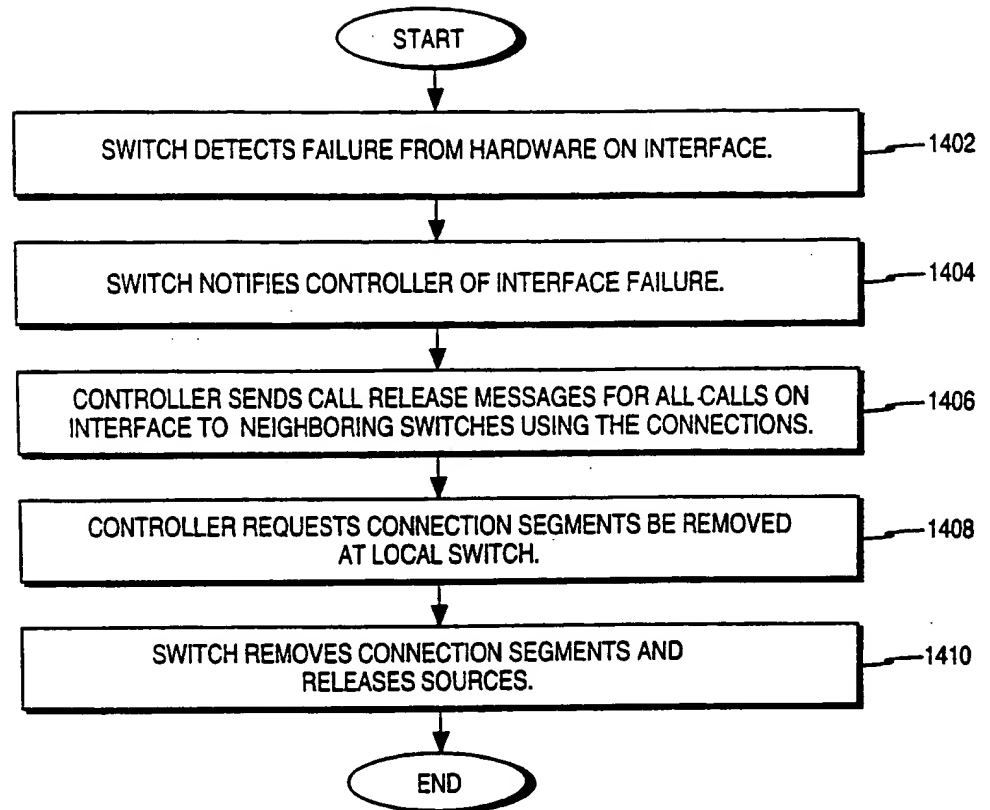 START
SWITCH DETECTS FAILURE FROM HARDWARE ON INTERFACE.
1402
SWITCH NOTIFIES CONTROLLER OF INTERFACE FAILURE.
1404
CONTROLLER SENDS CALL RELEASE MESSAGES FOR ALL CALLS ON
INTERFACE TO NEIGHBORING SWITCHES USING THE CONNECTIONS.
1406
CONTROLLER REQUESTS CONNECTION SEGMENTS BE REMOVED
AT LOCAL SWITCH.
1408
SWITCH REMOVES CONNECTION SEGMENTS AND
RELEASES SOURCES.
1410
END